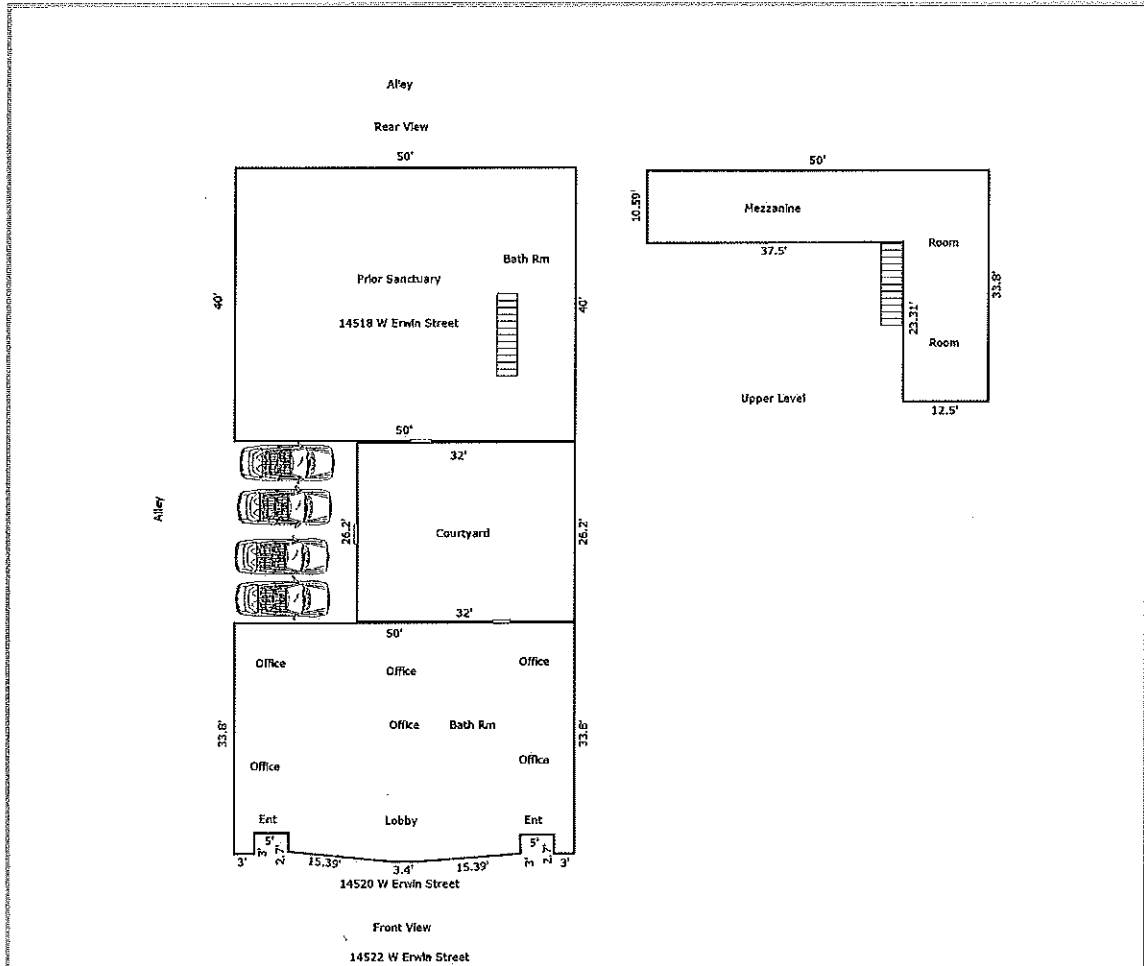 Alley
Rear View
50'
40'
Prior Sanctuary
Bath Rm
14518 W Erwin Street
40'
50'
50'
10.59'
Mezzanine
37.5'
Room
33.8'
23.31'
Room
Upper Level
12.5'
Alley
32'
26.2'
Courtyard
26.2'
32'
50'
Office
Office
Office
33.8'
Office
Bath Rm
33.8'
Office
Office
Ent
Lobby
Ent
3'
3'
5'
2.7'
15.39'
3.4'
15.39'
3'
5'
2.7'
3'
14520 W Erwin Street
Front View
14522 W Erwin Street